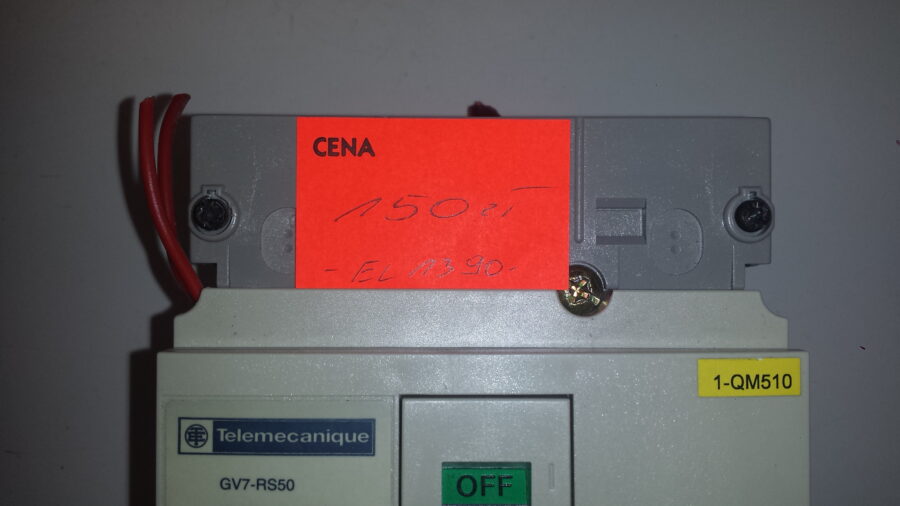 CENA
150 zł
- EL 1390 -
1-QM510
Telemecanique
GV7-RS50
OFF